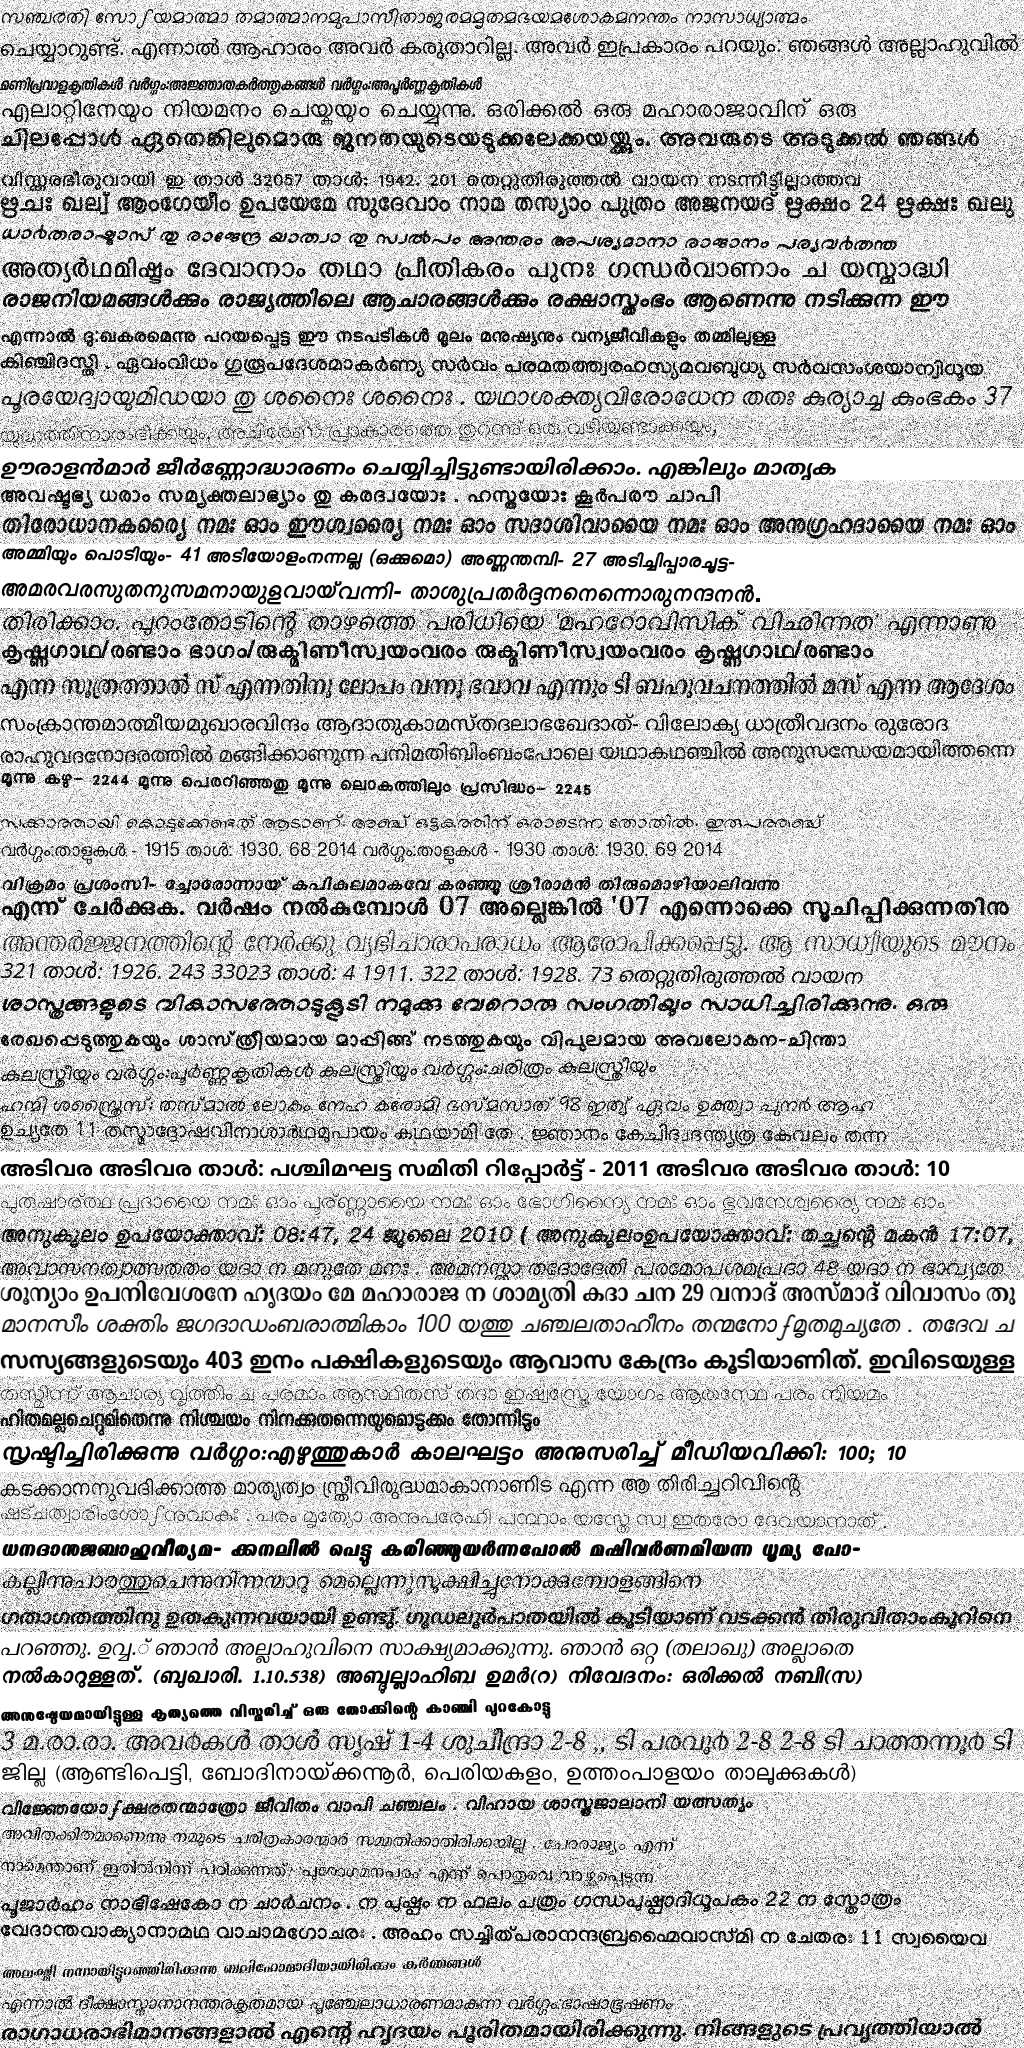 സഞ്ചരതി സോഽയമാത്മാ തമാത്മാനമുപാസീതാജരമമൃതമഭയമശോകമനന്തം നാസാധ്വാത്മം
ചെയ്യാറുണ്ട്. എന്നാൽ ആഹാരം അവർ കരുതാറില്ല. അവർ ഇപ്രകാരം പറയും: ഞങ്ങൾ അല്ലാഹുവിൽ
മണിപ്രവാളകൃതികൾ വർഗ്ഗം:അജ്ഞാതകർത്തൃകങ്ങൾ വർഗ്ഗം:അപൂർണ്ണകൃതികൾ
എലാറ്റിനേയും നിയമനം ചെയ്കയും ചെയ്യുന്നു. ഒരിക്കൽ ഒരു മഹാരാജാവിന് ഒരു
ചിലപ്പോൾ ഏതെങ്കിലുമൊരു ജനതയുടെയടുക്കലേക്കയയ്ക്കും. അവരുടെ അടുക്കൽ ഞങ്ങൾ
വിസ്തരഭീരുവായി ഇ താൾ 32057 താൾ: 1942. 201 തെറ്റുതിരുത്തൽ വായന നടന്നിട്ടില്ലാത്തവ
ഋചഃ ഖല്വ് ആംഗേയീം ഉപയേമേ സുദേവാം നാമ തസ്യാം പുത്രം അജനയദ് ഋക്ഷം 24 ഋക്ഷഃ ഖലു
ധാർതരാഷ്ട്രാസ് തു രാജേന്ദ്ര യാത്വാ തു സ്വൽപം അന്തരം അപശ്യമാനാ രാജാനം പര്യവർതന്ത
അത്യർഥമിഷ്ടം ദേവാനാം തഥാ പ്രീതികരം പുനഃ ഗന്ധർവാണാം ച യസ്മാദ്ധി
രാജനിയമങ്ങൾക്കും രാജ്യത്തിലെ ആചാരങ്ങൾക്കും രക്ഷാസ്തംഭം ആണെന്നു നടിക്കുന്ന ഈ
എന്നാൽ ദു:ഖകരമെന്നു പറയപ്പെട്ട ഈ നടപടികൾ മൂലം മനുഷ്യനും വന്യജീവികളും തമ്മിലുള്ള
കിഞ്ചിദസ്തി . ഏവംവിധം ഗുരൂപദേശമാകർണ്യ സർവം പരമതത്ത്വരഹസ്യമവബുധ്യ സർവസംശയാന്വിധൂയ
പൂരയേദ്വായുമിഡയാ തു ശനൈഃ ശനൈഃ . യഥാശക്ത്യവിരോധേന തതഃ കുര്യാച്ച കുംഭകം 37
യുദ്ധത്തിന്നാരംഭിക്കയും, അചിരേണ പ്രാകാരത്തെ തുറന്നു ഒരു വഴിയുണ്ടാക്കയും,
ഊരാളൻമാർ ജീർണ്ണോദ്ധാരണം ചെയ്യിച്ചിട്ടുണ്ടായിരിക്കാം. എങ്കിലും മാതൃക
അവഷ്ടഭ്യ ധരാം സമ്യക്തലാഭ്യാം തു കരദ്വയോഃ . ഹസ്തയോഃ കൂർപരൗ ചാപി
തിരോധാനകര്യൈ നമഃ ഓം ഈശ്വര്യൈ നമഃ ഓം സദാശിവായൈ നമഃ ഓം അനുഗ്രഹദായൈ നമഃ ഓം
അമ്മിയും പൊടിയും- 41 അടിയോളംനന്നല്ല (ഒക്കുമൊ) അണ്ണന്തമ്പി- 27 അടിച്ചിപ്പാരചൂട്ട-
അമരവരസുതനുസമനായുളവായ്‌വന്നി- താശുപ്രതർദ്ദനനെന്നൊരുനന്ദനൻ.
തിരിക്കാം. പുറംതോടിന്റെ താഴത്തെ പരിധിയെ 'മഹറോവിസിക് വിഛിന്നത' എന്നാണു
കൃഷ്ണഗാഥ/രണ്ടാം ഭാഗം/രുക്മിണീസ്വയംവരം രുക്മിണീസ്വയംവരം കൃഷ്ണഗാഥ/രണ്ടാം
എന്ന സൂത്രത്താൽ സ് എന്നതിനു ലോപം വന്നൂ ഭവാവ എന്നും ടി ബഹുവചനത്തിൽ മസ് എന്ന ആദേശം
സംക്രാന്തമാത്മീയമുഖാരവിന്ദം ആദാതുകാമസ്തദലാഭഖേദാത്- വിലോക്യ ധാത്രീവദനം രുരോദ
രാഹുവദനോദരത്തിൽ മങ്ങിക്കാണുന്ന പനിമതിബിംബംപോലെ യഥാകഥഞ്ചിൽ അനുസന്ധേയമായിത്തന്നെ
മൂന്നു കഴു- 2244 മൂന്നു പെരറിഞ്ഞതു മൂന്നു ലൊകത്തിലും പ്രസിദ്ധം- 2245
സക്കാത്തായി കൊടുക്കേണ്ടത് ആടാണ്. അഞ്ച് ഒട്ടകത്തിന് ഒരാടെന്ന തോതിൽ. ഇരുപത്തഞ്ച്
വർഗ്ഗം:താളുകൾ - 1915 താൾ: 1930. 68 2014 വർഗ്ഗം:താളുകൾ - 1930 താൾ: 1930. 69 2014
വിക്രമം പ്രശംസി- ച്ചോരോന്നായ് കപികുലമാകവേ കരഞ്ഞൂ ശ്രീരാമൻ തിരുമൊഴിയാലിവന്നു
എന്ന് ചേർക്കുക. വർഷം നൽകുമ്പോൾ 07 അല്ലെങ്കിൽ '07 എന്നൊക്കെ സൂചിപ്പിക്കുന്നതിനു
അന്തർജ്ജനത്തിന്റെ നേർക്കു വ്യഭിചാരാപരാധം ആരോപിക്കപ്പെട്ടു. ആ സാധ്വിയുടെ മൗനം
321 താൾ: 1926. 243 33023 താൾ: 4 1911. 322 താൾ: 1928. 73 തെറ്റുതിരുത്തൽ വായന
ശാസ്ത്രങ്ങളുടെ വികാസത്തോടുകൂടി നമുക്കു വേറൊരു സംഗതിയും സാധിച്ചിരിക്കുന്നു. ഒരു
രേഖപ്പെടുത്തുകയും ശാസ്ത്രീയമായ മാപ്പിങ്ങ് നടത്തുകയും വിപുലമായ അവലോകന-ചിന്താ
കുലസ്ത്രീയും വർഗ്ഗം:പൂർണ്ണകൃതികൾ കുലസ്ത്രീയും വർഗ്ഗം:ചരിത്രം കുലസ്ത്രീയും
ഹന്മി ശസ്ത്രൈസ്: തസ്മാൽ ലോകം നേഹ കരോമി ഭസ്മസാത് 98 ഇത്യ് ഏവം ഉക്ത്വാ പുനർ ആഹ
ഉച്യതേ 11 തസ്മാദ്ദോഷവിനാശാർഥമുപായം കഥയാമി തേ . ജ്ഞാനം കേചിദ്വദന്ത്യത്ര കേവലം തന്ന
അടിവര അടിവര താൾ: പശ്ചിമഘട്ട സമിതി റിപ്പോർട്ട് - 2011 അടിവര അടിവര താൾ: 10
പുരുഷാർത്ഥ പ്രദായൈ നമഃ ഓം പൂർണ്ണായൈ നമഃ ഓം ഭോഗിന്യൈ നമഃ ഓം ഭുവനേശ്വര്യൈ നമഃ ഓം
അനുകൂലം ഉപയോക്താവ്: 08:47, 24 ജൂലൈ 2010 ( അനുകൂലംഉപയോക്താവ്: തച്ചന്റെ മകൻ 17:07,
അവാസനത്വാത്സതതം യദാ ന മനുതേ മനഃ . അമനസ്താ തദോദേതി പരമോപശമപ്രദാ 48 യദാ ന ഭാവ്യതേ
ശൂന്യാം ഉപനിവേശനേ ഹൃദയം മേ മഹാരാജ ന ശാമ്യതി കദാ ചന 29 വനാദ് അസ്മാദ് വിവാസം തു
മാനസീം ശക്തിം ജഗദാഡംബരാത്മികാം 100 യത്തു ചഞ്ചലതാഹീനം തന്മനോഽമൃതമുച്യതേ . തദേവ ച
സസ്യങ്ങളുടെയും 403 ഇനം പക്ഷികളുടെയും ആവാസ കേന്ദ്രം കൂടിയാണിത്. ഇവിടെയുള്ള
തസ്മിന്ന് ആചാര്യ വൃത്തിം ച പരമാം ആസ്ഥിതസ് തദാ ഇഷ്വസ്ത്രേ യോഗം ആതസ്ഥേ പരം നിയമം
ഹിതമല്ലചെറ്റുമിതെന്നു നിശ്ചയം നിനക്കുതന്നെയുമൊടുക്കം തോന്നിടും
സൃഷ്ടിച്ചിരിക്കുന്നു വർഗ്ഗം:എഴുത്തുകാർ കാലഘട്ടം അനുസരിച്ച് മീഡിയവിക്കി: 100; 10
കടക്കാനനുവദിക്കാത്ത മാതൃത്വം സ്ത്രീവിരുദ്ധമാകാനാണിട എന്ന ആ തിരിച്ചറിവിന്റെ
ഷട്ചത്വാരിംശോഽനുവാകഃ . പരം മൃത്യോ അനുപരേഹി പന്ഥാം യസ്തേ സ്വ ഇതരോ ദേവയാനാത് .
ധനദാനുജബാഹുവീര്യമ- ക്കനലിൽ പെട്ടു കരിഞ്ഞുയർന്നപോൽ മഷിവർണമിയന്ന ധൂമ്യ പോ-
കല്ലിന്നുചാരത്തുചെന്നുനിന്നന്മാറു മെല്ലെന്നുസൂക്ഷിച്ചുനോക്കുമ്പോളങ്ങിനെ
ഗതാഗതത്തിനു ഉതകുന്നവയായി ഉണ്ടു്. ഗൂഡലൂർപാതയിൽ കൂടിയാണ് വടക്കൻ തിരുവിതാംകൂറിനെ
പറഞ്ഞു. ഉവ്വ.് ഞാൻ അല്ലാഹുവിനെ സാക്ഷ്യമാക്കുന്നു. ഞാൻ ഒറ്റ (തലാഖു) അല്ലാതെ
നൽകാറുള്ളത്. (ബുഖാരി. 1.10.538) അബ്ദുല്ലാഹിബ്ന ഉമർ(റ) നിവേദനം: ഒരിക്കൽ നബി(സ)
അനുഭൂയമായിട്ടുള്ള കൃത്യത്തെ വിസ്മരിച്ച് ഒരു തോക്കിന്റെ കാഞ്ചി പുറകോട്ടു
3 മ.രാ.രാ. അവർകൾ താൾ സൃഷ് 1-4 ശുചീന്ദ്രാ 2-8 ,, ടി പരവൂർ 2-8 2-8 ടി ചാത്തന്നൂർ ടി
ജില്ല (ആണ്ടിപെട്ടി, ബോദിനായ്ക്കന്നൂർ, പെരിയകുളം, ഉത്തംപാളയം താലൂക്കുകൾ)
വിജ്ഞേയോഽക്ഷരതന്മാത്രോ ജീവിതം വാപി ചഞ്ചലം . വിഹായ ശാസ്ത്രജാലാനി യത്സത്യം
അവിതർക്കിതമാണെന്നു നമ്മുടെ ചരിത്രകാരന്മാർ സമ്മതിക്കാതിരിക്കയില്ല . ചേരരാജ്യം എന്ന്
നാമെന്താണ് ഇതിൽനിന്ന് പഠിക്കുന്നത്? 'പുരോഗമനപരം' എന്ന് പൊതുവെ വാഴ്ത്തപ്പെടുന്ന
പൂജാർഹം നാഭിഷേകോ ന ചാർചനം . ന പുഷ്പം ന ഫലം പത്രം ഗന്ധപുഷ്പാദിധൂപകം 22 ന സ്തോത്രം
വേദാന്തവാക്യാനാമഥ വാചാമഗോചരഃ . അഹം സച്ചിത്പരാനന്ദബ്രഹ്മൈവാസ്മി ന ചേതരഃ 11 സ്വയൈവ
അലക്ഷ്മി നന്നായിട്ടുറഞ്ഞിരിക്കുന്നു ബലിഹോമാദിയായിരിക്കും കർമ്മങ്ങൾ
എന്നാൽ ദീക്ഷാസ്നാനാനന്തരകൃതമായ പൂഞ്ചേലാധാരണമാകുന്ന വർഗ്ഗം:ഭാഷാഭൂഷണം
രാഗാധരാഭിമാനങ്ങളാൽ എന്റെ ഹൃദയം പൂരിതമായിരിക്കുന്നു. നിങ്ങളുടെ പ്രവൃത്തിയാൽ